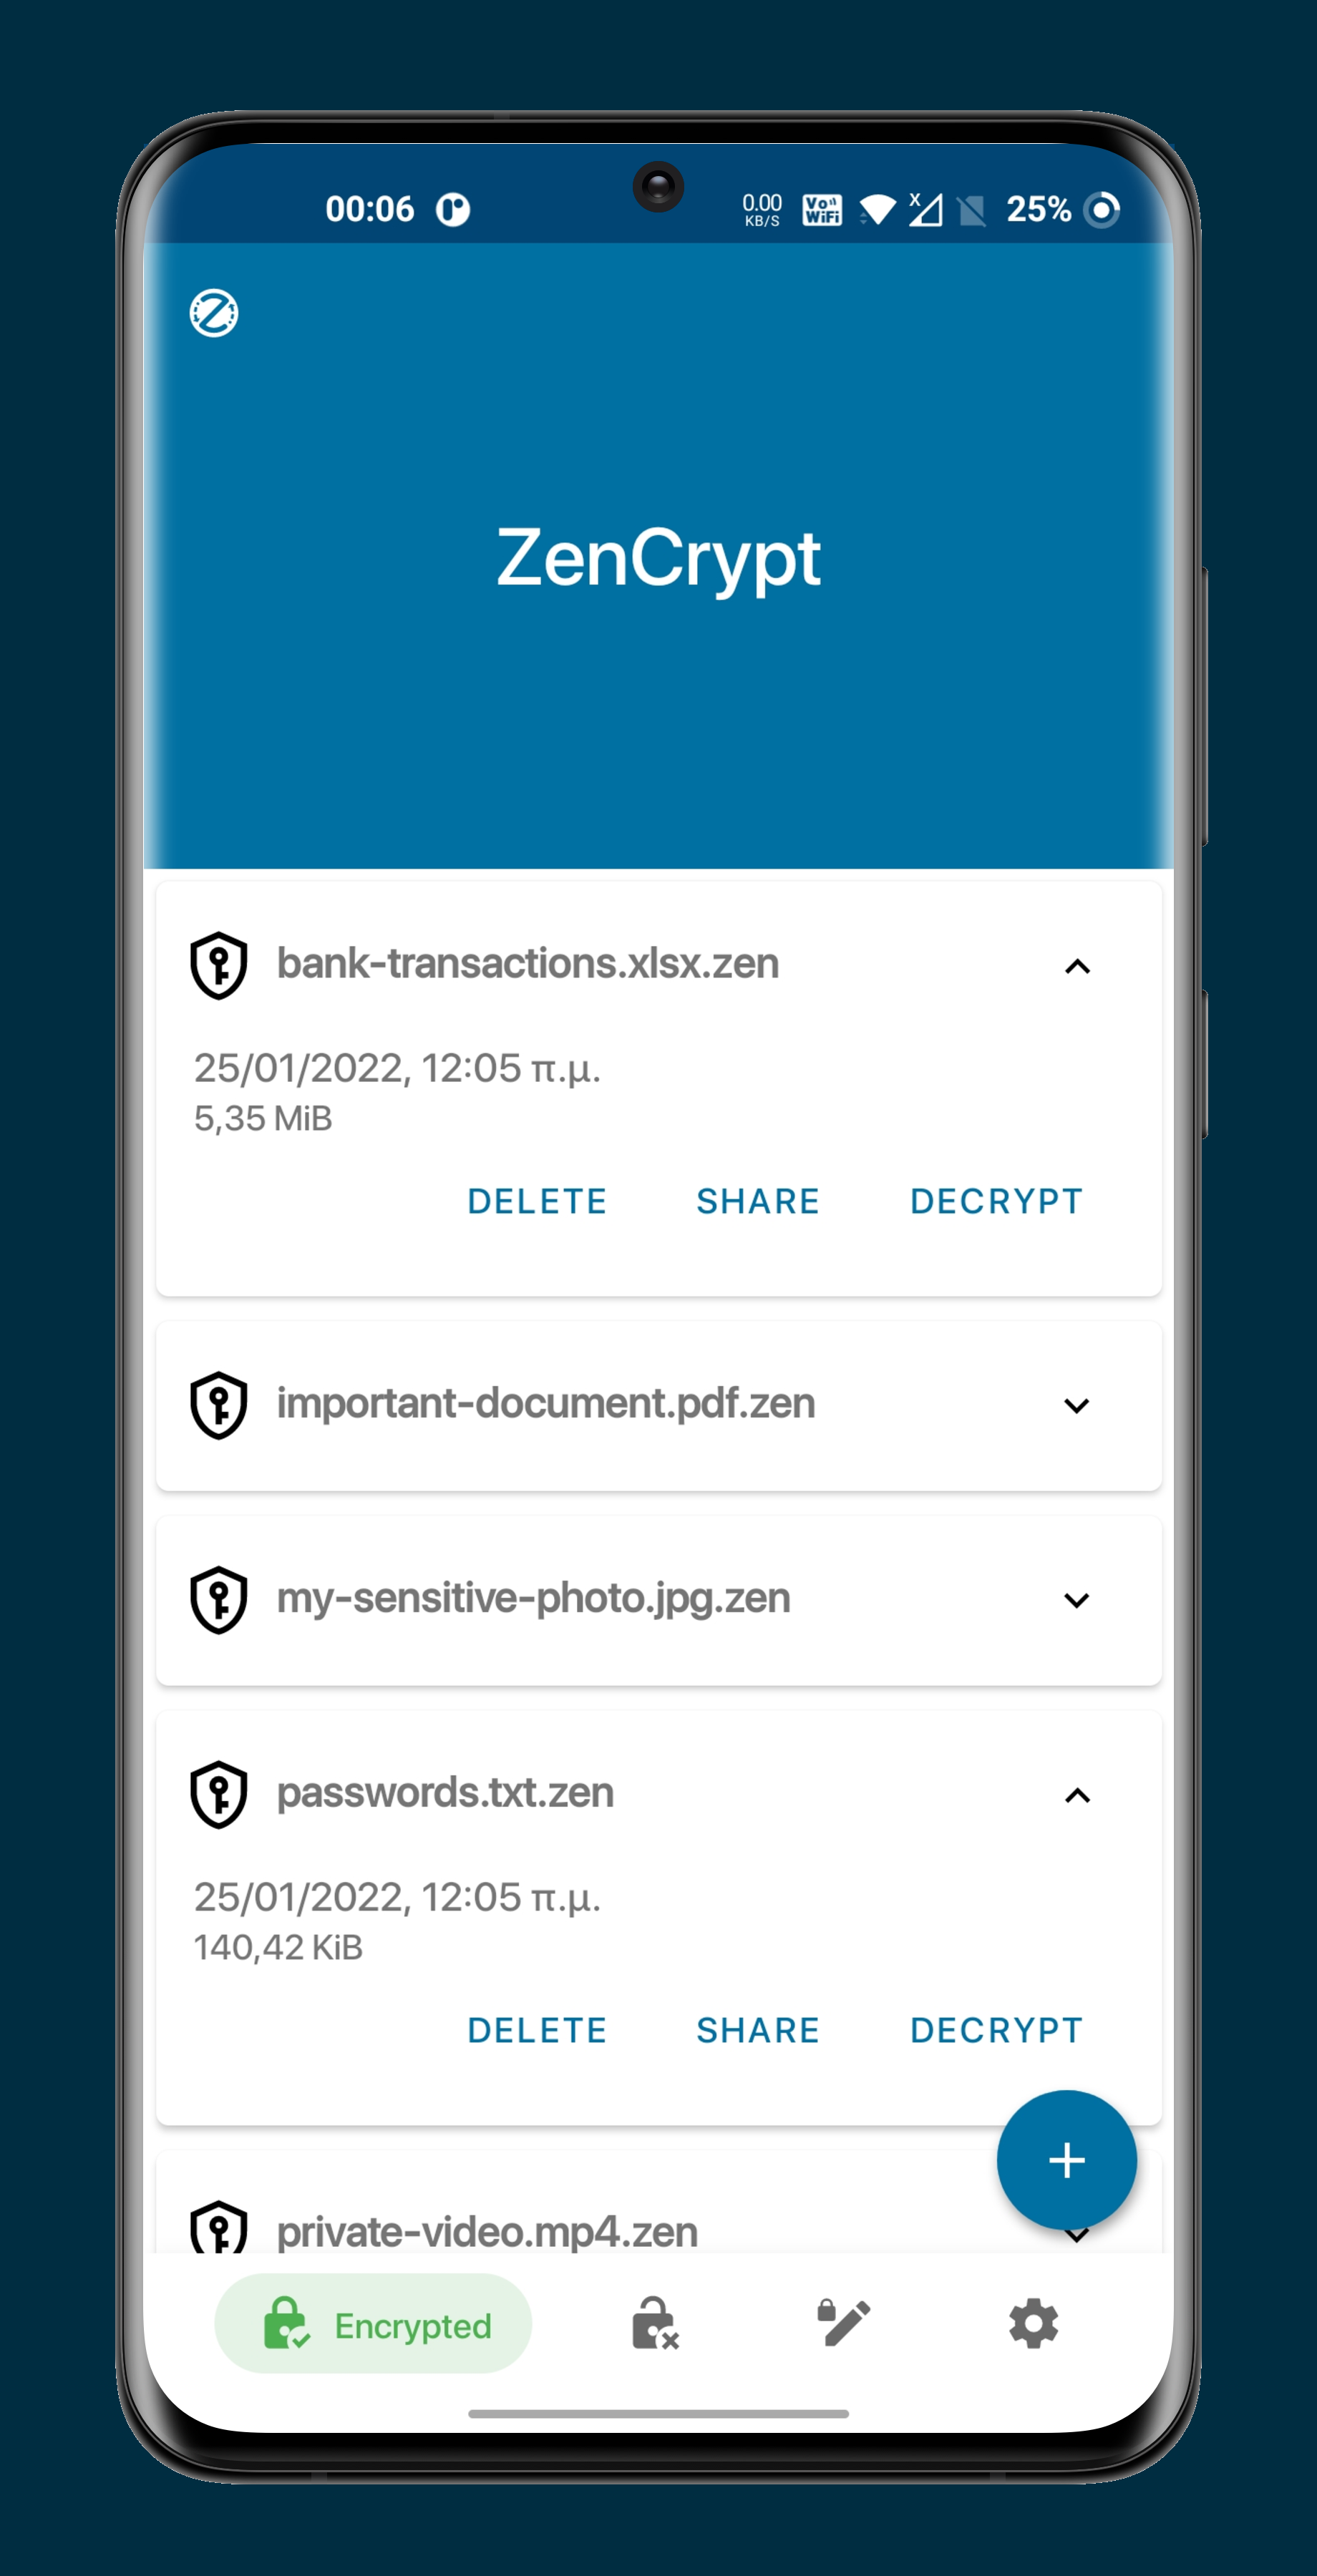 00:06
0.00
KB/S
Vo
WiFi
X
25%
ZenCrypt
bank-transactions.xlsx.zen
25/01/2022, 12:05 π.μ.
5,35 MiB
DELETE SHARE DECRYPT
important-document.pdf.zen
my-sensitive-photo.jpg.zen
passwords.txt.zen
25/01/2022, 12:05 π.μ.
140,42 KiB
DELETE SHARE DECRYPT
private-video.mp4.zen
Encrypted